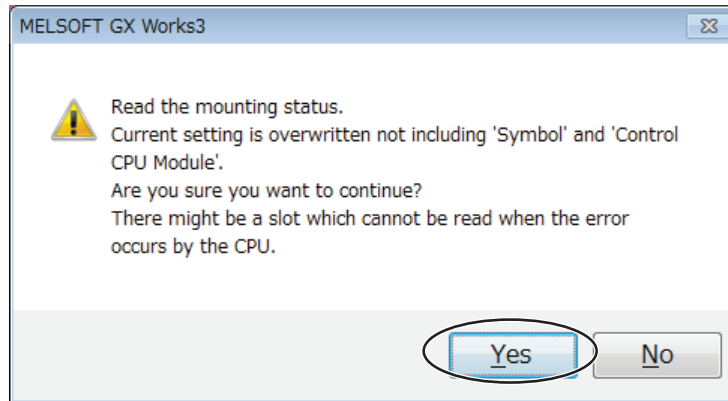 MELSOFT GX Works3
Read the mounting status.
Current setting is overwritten not including 'Symbol' and 'Control
CPU Module'.
Are you sure you want to continue?
There might be a slot which cannot be read when the error
occurs by the CPU.
Yes No